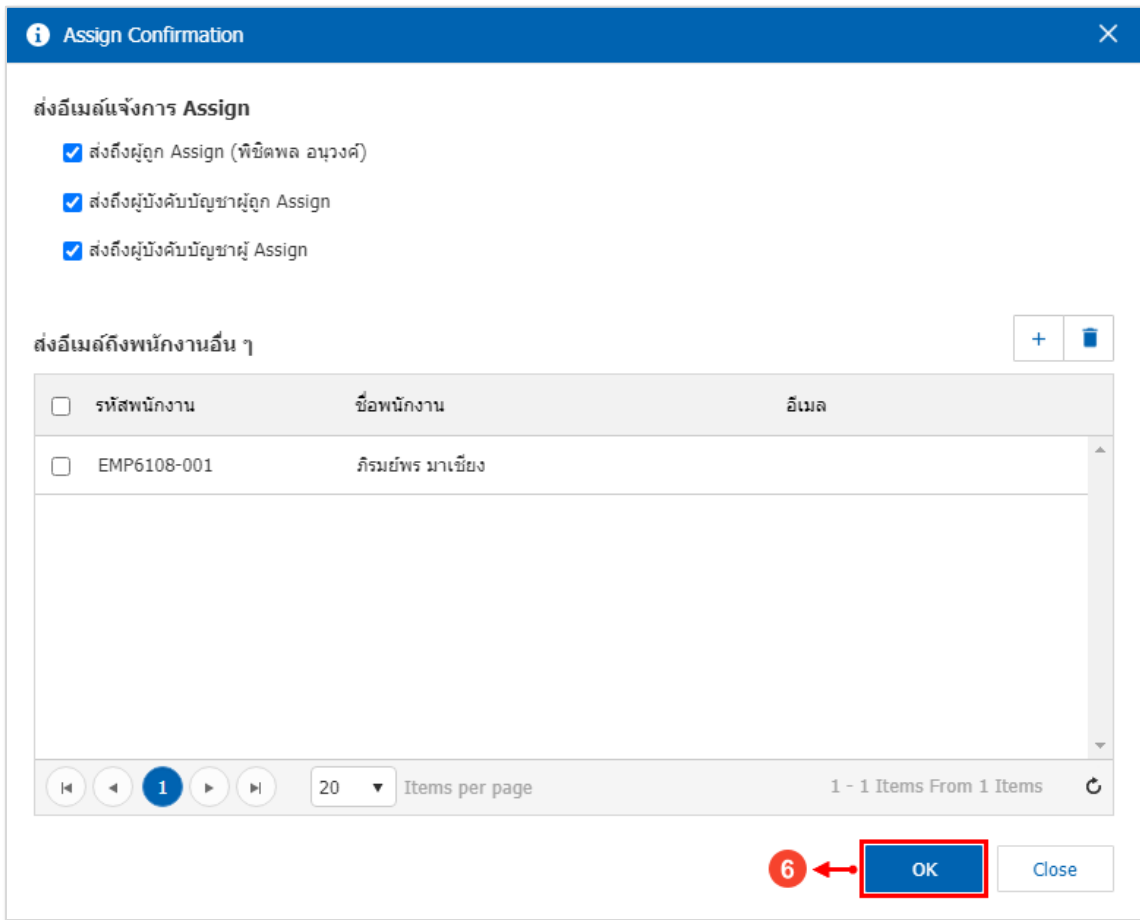 Assign Confirmation
ส่งอีเมล์แจ้งการ Assign
ส่งถึงผู้ถูก Assign (พิชิตพล อนุวงค์)
ส่งถึงผู้บังคับบัญชาผู้ถูก Assign
ส่งถึงผู้บังคับบัญชาผู้ Assign
ส่งอีเมล์ถึงพนักงานอื่น ๆ
รหัสพนักงาน ชื่อพนักงาน อีเมล
EMP6108-001 ภิรมย์พร มาเชียง
1 20 Items per page 1 - 1 Items From 1 Items
6 OK Close